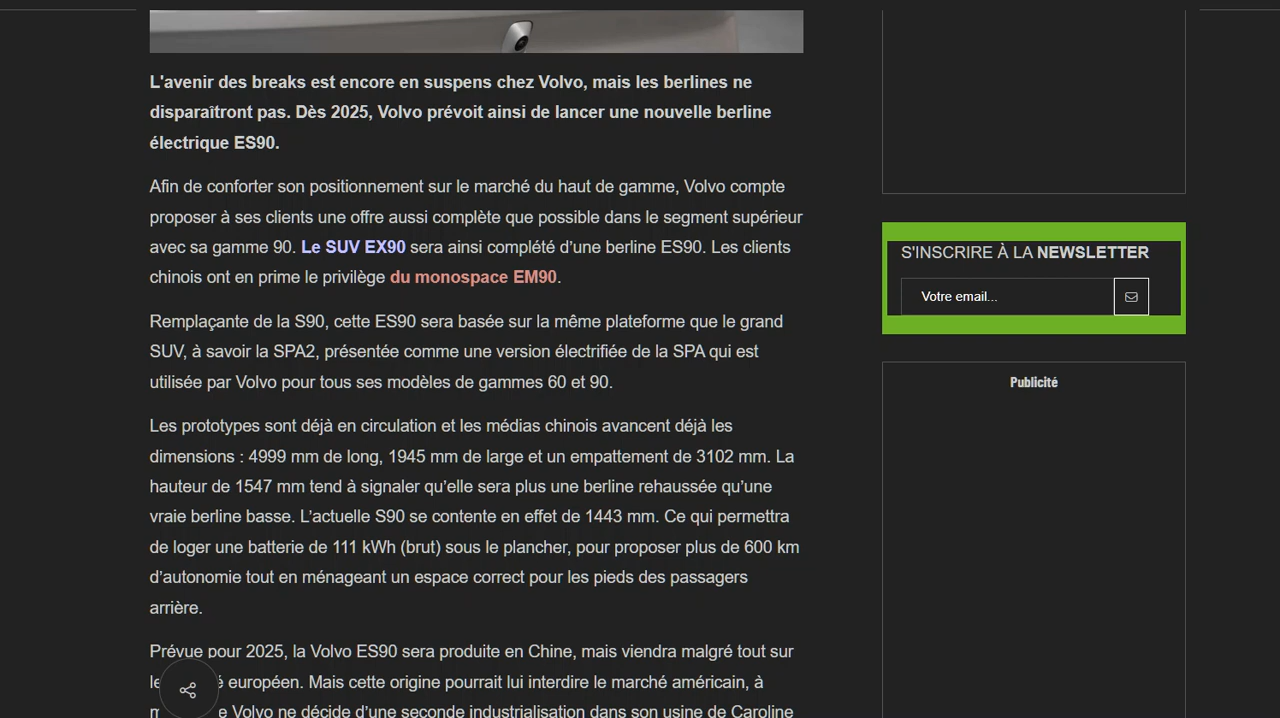 L'avenir des breaks est encore en suspens chez Volvo, mais les berlines ne
disparaîtront pas. Dès 2025, Volvo prévoit ainsi de lancer une nouvelle berline
électrique ES90.
Afin de conforter son positionnement sur le marché du haut de gamme, Volvo compte
proposer à ses clients une offre aussi complète que possible dans le segment supérieur
avec sa gamme 90. Le SUV EX90 sera ainsi complété d’une berline ES90. Les clients
chinois ont en prime le privilège du monospace EM90.
Remplaçante de la S90, cette ES90 sera basée sur la même plateforme que le grand
SUV, à savoir la SPA2, présentée comme une version électrifiée de la SPA qui est
utilisée par Volvo pour tous ses modèles de gammes 60 et 90.
Les prototypes sont déjà en circulation et les médias chinois avancent déjà les
dimensions : 4999 mm de long, 1945 mm de large et un empattement de 3102 mm. La
hauteur de 1547 mm tend à signaler qu’elle sera plus une berline rehaussée qu’une
vraie berline basse. L’actuelle S90 se contente en effet de 1443 mm. Ce qui permettra
de loger une batterie de 111 kWh (brut) sous le plancher, pour proposer plus de 600 km
d’autonomie tout en ménageant un espace correct pour les pieds des passagers
arrière.
Prévue pour 2025, la Volvo ES90 sera produite en Chine, mais viendra malgré tout sur
européen. Mais cette origine pourrait lui interdire le marché américain, à
Volvo ne décide d’une seconde industrialisation dans son usine de Caroline
S'INSCRIRE À LA NEWSLETTER
Votre email...
Publicité